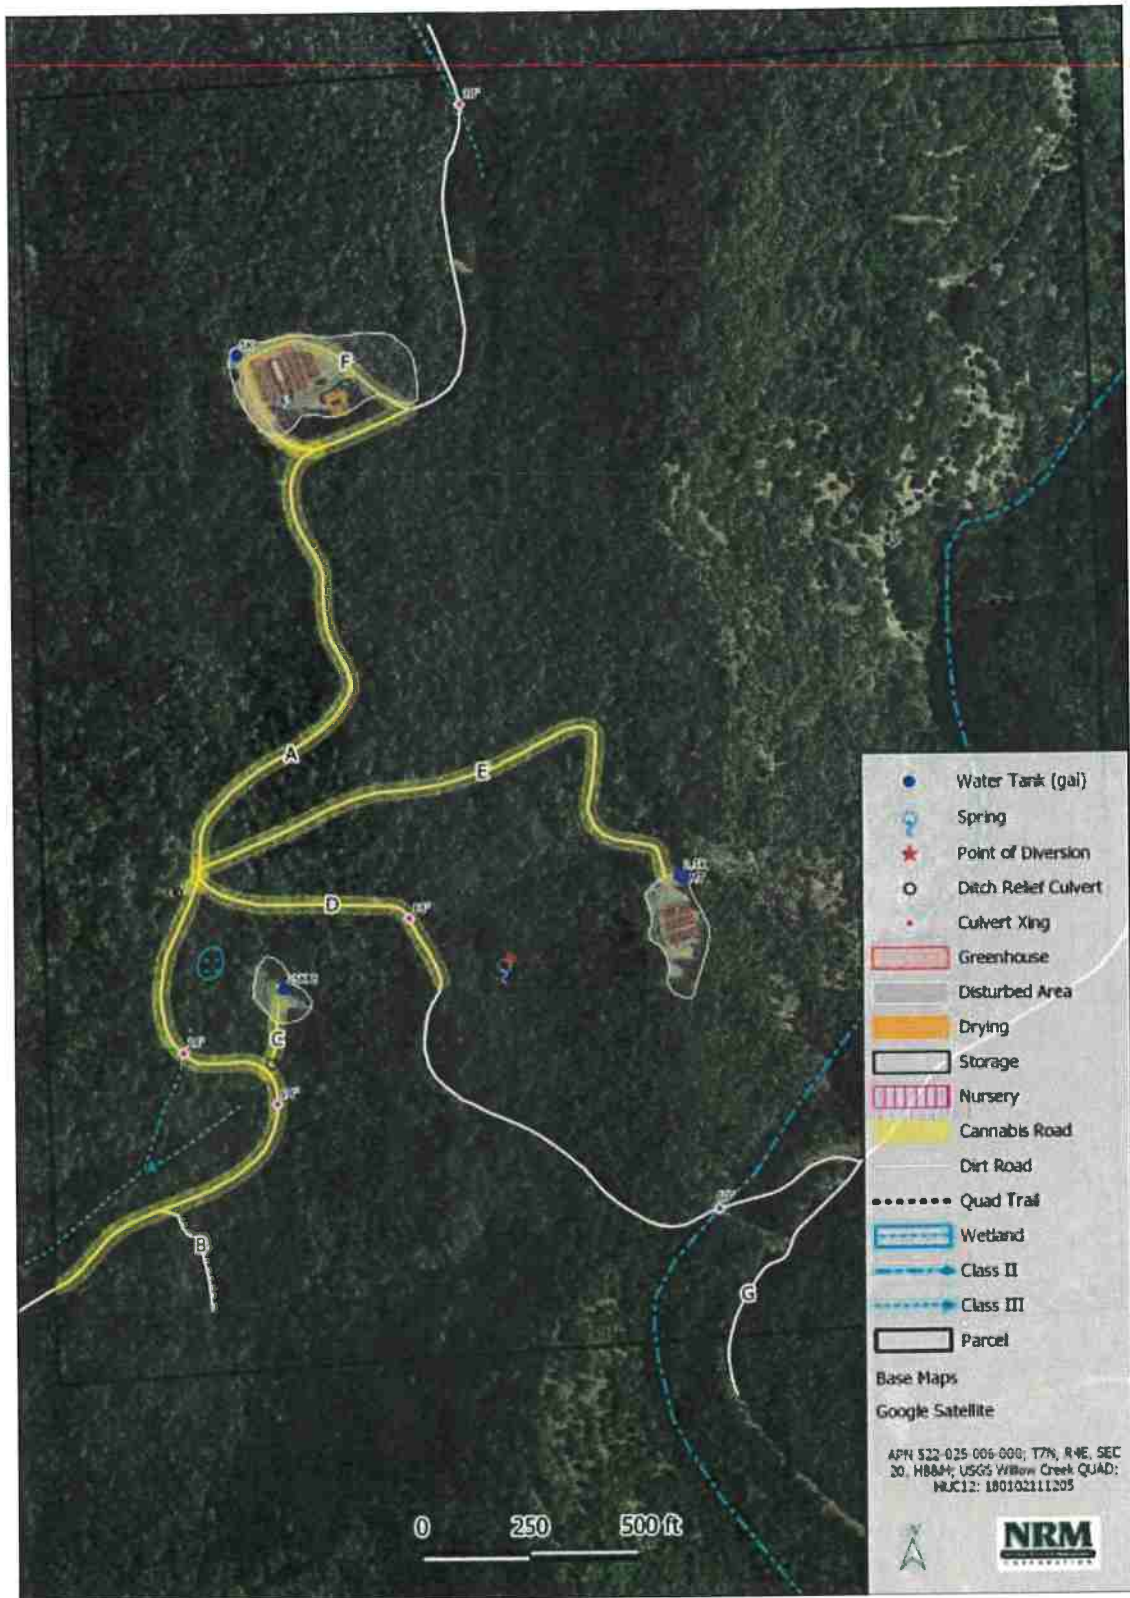 F
A
E
D
C
B
G
Water Tank (gal)
Spring
Point of Diversion
Ditch Relief Culvert
Culvert Xing
Greenhouse
Disturbed Area
Drying
Storage
Nursery
Cannabis Road
Dirt Road
Quad Trail
Wetland
Class II
Class III
Parcel
Base Maps
Google Satellite
APN 522-025-006-000; T7N, R4E, SEC
20, HB&M; USGS Willow Creek QUAD;
HUC12: 180102111205
0 250 500 ft
NRM
CORPORATION